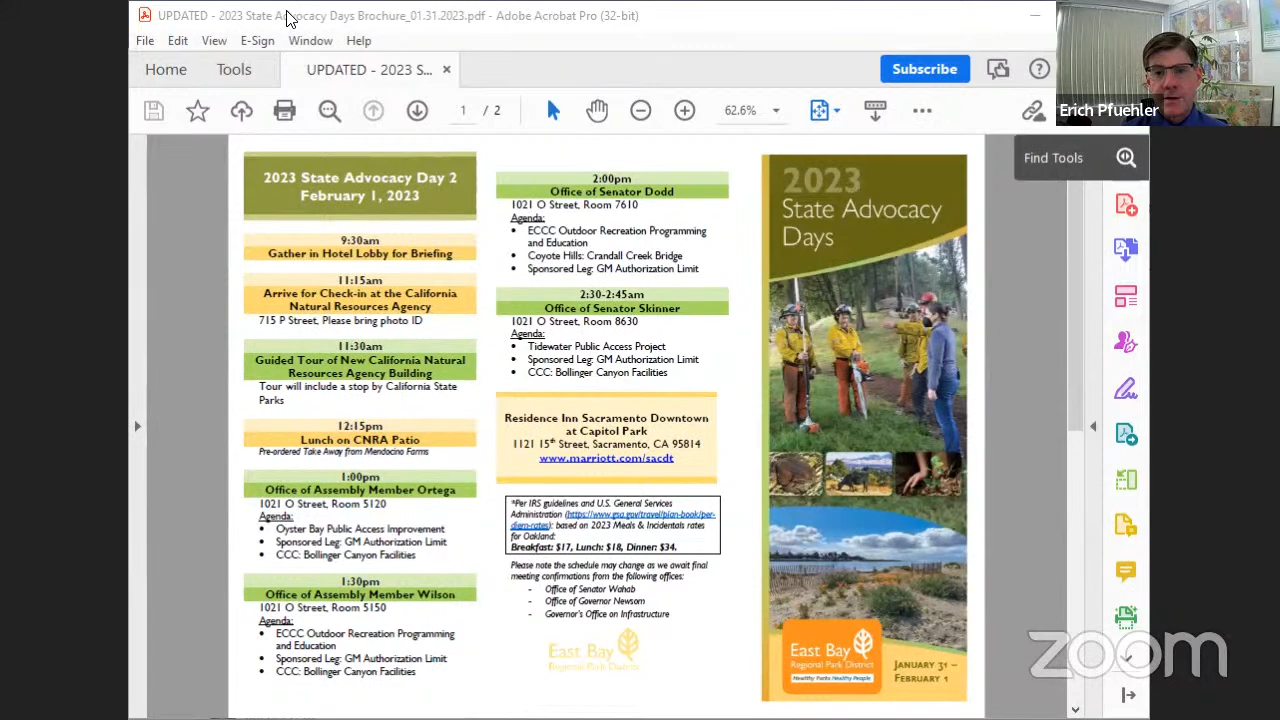 UPDATED - 2023 State Advocacy Days Brochure_01.31.2023.pdf - Adobe Acrobat Pro (32-bit)
File Edit View E-Sign Window Help
Home Tools UPDATED - 2023 S... × Subscribe
1 / 2 62.6%
Erich Pfuehler
Find Tools
2023 State Advocacy Day 2
February 1, 2023
9:30am
Gather in Hotel Lobby for Briefing
11:15am
Arrive for Check-in at the California
Natural Resources Agency
715 P Street, Please bring photo ID
11:30am
Guided Tour of New California Natural
Resources Agency Building
Tour will include a stop by California State
Parks
12:15pm
Lunch on CNRA Patio
Pre-ordered Take Away from Mendocino Farms
1:00pm
Office of Assembly Member Ortega
1021 O Street, Room 5120
Agenda:
• Oyster Bay Public Access Improvement
• Sponsored Leg: GM Authorization Limit
• CCC: Bollinger Canyon Facilities
1:30pm
Office of Assembly Member Wilson
1021 O Street, Room 5150
Agenda:
• ECCC Outdoor Recreation Programming
and Education
• Sponsored Leg: GM Authorization Limit
• CCC: Bollinger Canyon Facilities
2:00pm
Office of Senator Dodd
1021 O Street, Room 7610
Agenda:
• ECCC Outdoor Recreation Programming
and Education
• Coyote Hills: Crandall Creek Bridge
• Sponsored Leg: GM Authorization Limit
2:30-2:45am
Office of Senator Skinner
1021 O Street, Room 8630
Agenda:
• Tidewater Public Access Project
• Sponsored Leg: GM Authorization Limit
• CCC: Bollinger Canyon Facilities
Residence Inn Sacramento Downtown
at Capitol Park
1121 15th Street, Sacramento, CA 95814
www.marriott.com/sacdt
*Per IRS guidelines and U.S. General Services
Administration (https://www.gsa.gov/travel/plan-book/per-
diem-rates): based on 2023 Meals & Incidentals rates
for Oakland:
Breakfast: $17, Lunch: $18, Dinner: $34.
Please note the schedule may change as we await final
meeting confirmations from the following offices:
- Office of Senator Wahab
- Office of Governor Newsom
- Governor's Office on Infrastructure
East Bay
Regional Park District
2023
State Advocacy
Days
East Bay
Regional Park District
Healthy Parks Healthy People
January 31 –
February 1
zoom